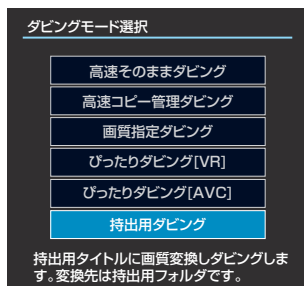 ダビングモード選択
高速そのままダビング
高速コピー管理ダビング
画質指定ダビング
ぴったりダビング[VR]
ぴったりダビング[AVC]
持出用ダビング
持出用タイトルに画質変換しダビングしま
す。変換先は持出用フォルダです。